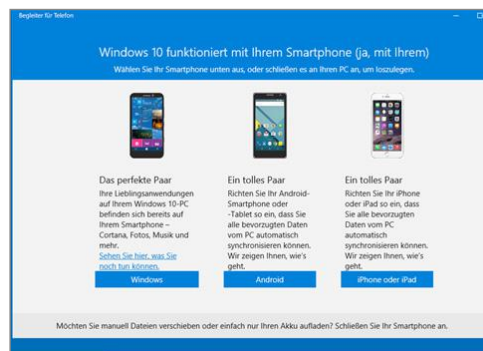 Begleiter für Telefon
Windows 10 funktioniert mit Ihrem Smartphone (ja, mit Ihrem)
Wählen Sie Ihr Smartphone unten aus, oder schließen es an Ihren PC an, um loszulegen.
Das perfekte Paar
Ihre Lieblingsanwendungen
auf Ihrem Windows 10-PC
befinden sich bereits auf
Ihrem Smartphone –
Cortana, Fotos, Musik und
mehr.
Sehen Sie hier, was Sie
noch tun können.
Windows
Ein tolles Paar
Richten Sie Ihr Android-
Smartphone oder
-Tablet so ein, dass Sie
alle bevorzugten Daten
vom PC automatisch
synchronisieren können.
Wir zeigen Ihnen, wie's
geht.
Android
Ein tolles Paar
Richten Sie Ihr iPhone
oder iPad so ein, dass
Sie alle bevorzugten
Daten vom PC
automatisch
synchronisieren können.
Wir zeigen Ihnen, wie's
geht.
iPhone oder iPad
Möchten Sie manuell Dateien verschieben oder einfach nur Ihren Akku aufladen? Schließen Sie Ihr Smartphone an.